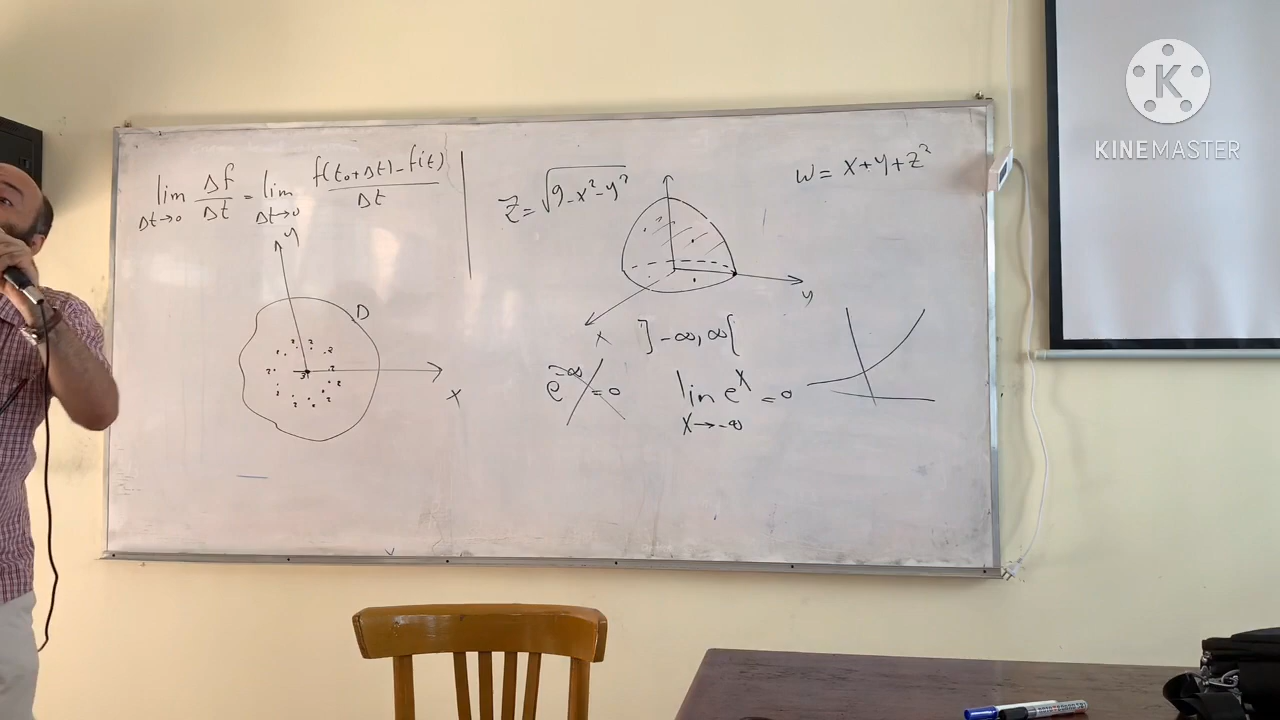 lim Δt→0 Δf/Δt = lim Δt→0 f(t₀+Δt)-f(t)/Δt
y
D
x
Z = √9-x²-y²
y
x
]-∞, ∞[
e^-∞ = 0
lim x→-∞ e^x = 0
w = x+y+z²
K
KINEMASTER